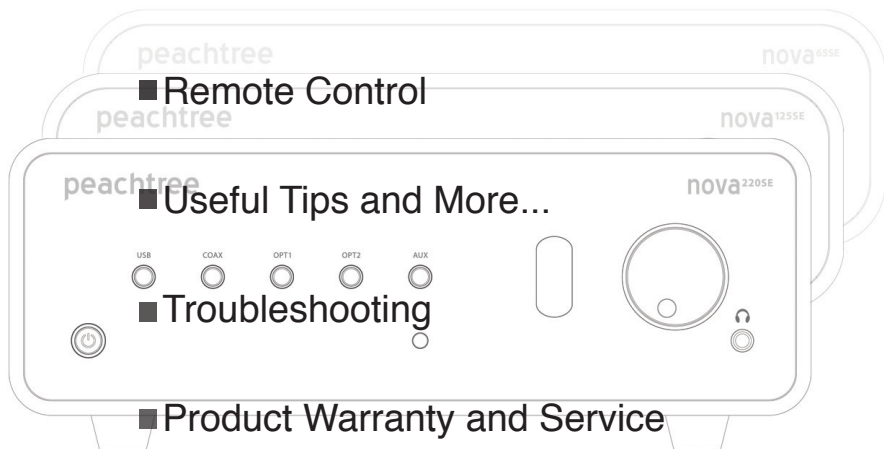 peachtree nova65SE
■Remote Control
peachtree nova125SE
peachtree nova220SE
■Useful Tips and More...
USB COAX OPT1 OPT2 AUX
■Troubleshooting
■Product Warranty and Service